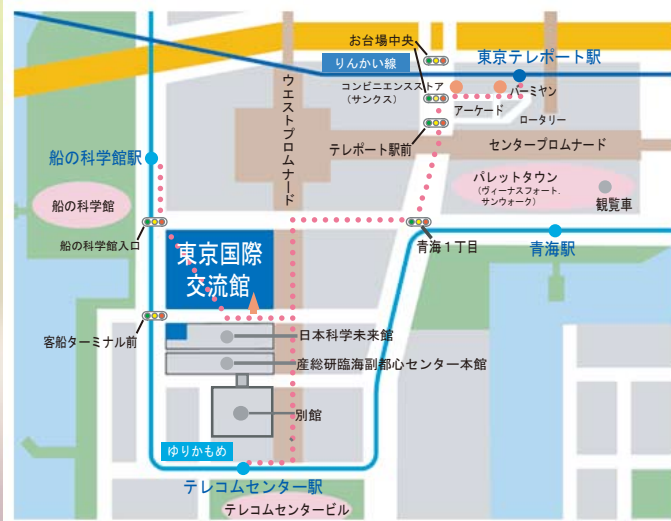 お台場中央
りんかい線
東京テレポート駅
コンビニエンスストア
（サンクス）
バーミヤン
アーケード
ロータリー
ウエストプロムナード
テレポート駅前
センタープロムナード
船の科学館駅
パレットタウン
（ヴィーナスフォート.
サンウォーク）
観覧車
船の科学館
船の科学館入口
青海1丁目
青海駅
東京国際
交流館
客船ターミナル前
日本科学未来館
産総研臨海副都心センター本館
別館
ゆりかもめ
テレコムセンター駅
テレコムセンタービル